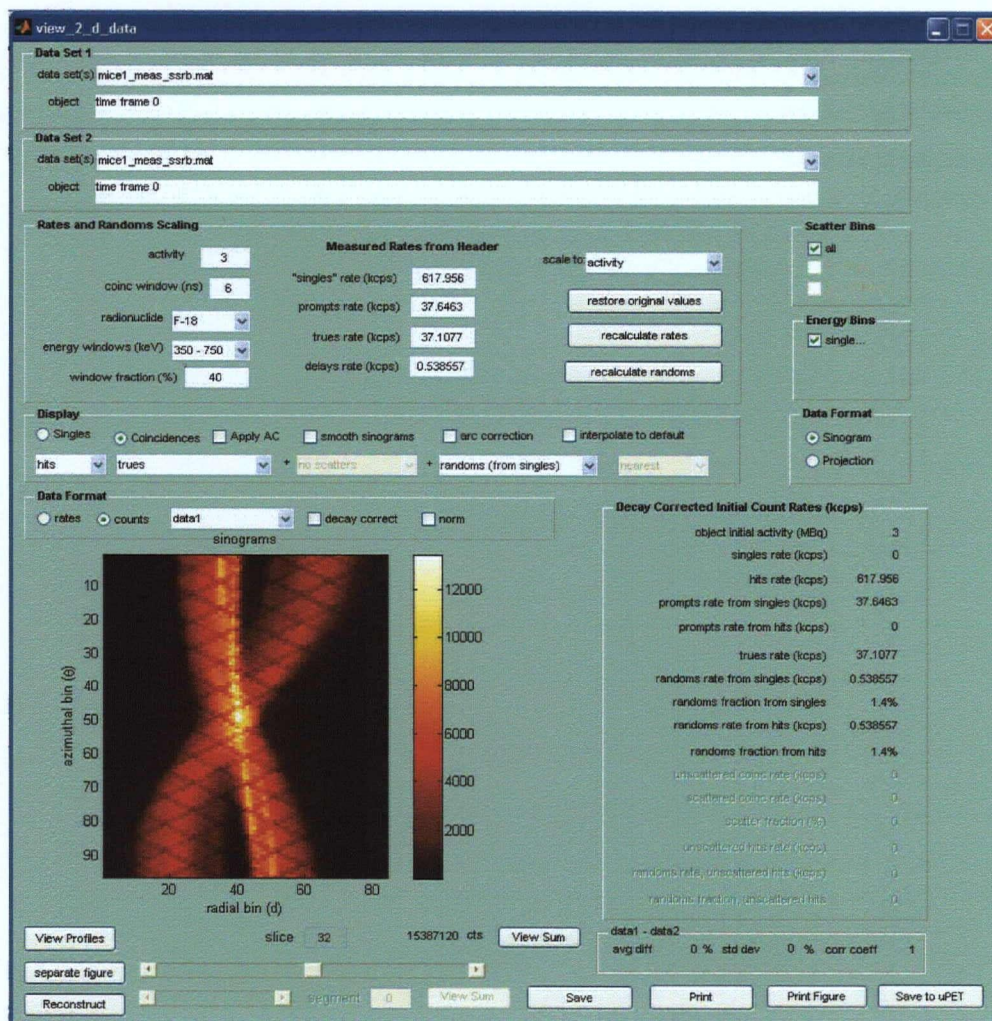 view_2_d_data
Data Set 1
data set(s) mice1_meas_ssrb.mat
object time frame 0
Data Set 2
data set(s) mice1_meas_ssrb.mat
object time frame 0
Rates and Randoms Scaling
activity 3
coinc window (ns) 6
radionuclide F-18
energy windows (keV) 350 - 750
window fraction (%) 40
Measured Rates from Header
"singles" rate (kcps) 617.956
prompts rate (kcps) 37.6463
trues rate (kcps) 37.1077
delays rate (kcps) 0.538557
scale to: activity
restore original values
recalculate rates
recalculate randoms
Scatter Bins
all
Energy Bins
single...
Display
Singles Coincidences Apply AC smooth sinograms arc correction interpolate to default
hits trues + no scatters + randoms (from singles) nearest
Data Format
Sinogram
Projection
Data Format
rates counts data1 decay correct norm
sinograms
10
20
30
40
50
60
70
80
90
azimuthal bin (θ)
20 40 60 80
radial bin (d)
12000
10000
8000
6000
4000
2000
Decay Corrected Initial Count Rates (kcps)
object initial activity (MBq) 3
singles rate (kcps) 0
hits rate (kcps) 617.956
prompts rate from singles (kcps) 37.6463
prompts rate from hits (kcps) 0
trues rate (kcps) 37.1077
randoms rate from singles (kcps) 0.538557
randoms fraction from singles 1.4%
randoms rate from hits (kcps) 0.538557
randoms fraction from hits 1.4%
unscattered coinc rate (kcps) 0
scattered coinc rate (kcps) 0
scatter fraction (%) 0
unscattered hits rate (kcps) 0
randoms rate, unscattered hits (kcps) 0
randoms fraction, unscattered hits 0
View Profiles slice 32 15387120 cts View Sum
data1 - data2
avg diff 0 % std dev 0 % corr coeff 1
separate figure
Reconstruct segment 0 View Sum Save Print Print Figure Save to uPET